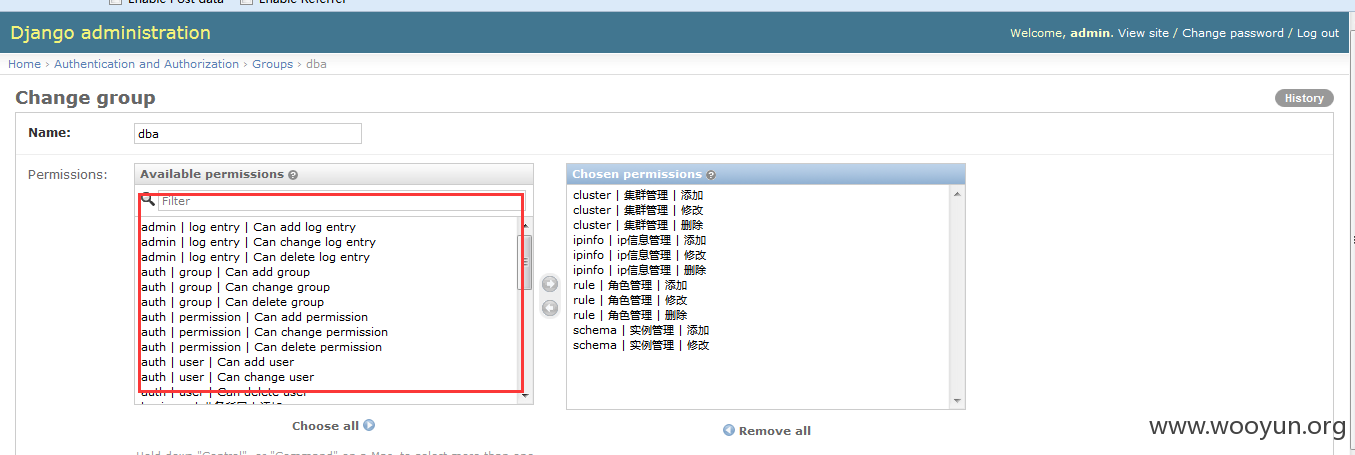 Enable Post data Enable Referrer
Django administration
Welcome, admin. View site / Change password / Log out
Home › Authentication and Authorization › Groups › dba
Change group
History
Name:
dba
Permissions:
Available permissions ?
Filter
admin | log entry | Can add log entry
admin | log entry | Can change log entry
admin | log entry | Can delete log entry
auth | group | Can add group
auth | group | Can change group
auth | group | Can delete group
auth | permission | Can add permission
auth | permission | Can change permission
auth | permission | Can delete permission
auth | user | Can add user
auth | user | Can change user
auth | user | Can delete user
Choose all
Chosen permissions ?
cluster | 集群管理 | 添加
cluster | 集群管理 | 修改
cluster | 集群管理 | 删除
ipinfo | ip信息管理 | 添加
ipinfo | ip信息管理 | 修改
ipinfo | ip信息管理 | 删除
rule | 角色管理 | 添加
rule | 角色管理 | 修改
rule | 角色管理 | 删除
schema | 实例管理 | 添加
schema | 实例管理 | 修改
Remove all
Hold down "Control", or "Command" on a Mac, to select more than one
www.wooyun.org